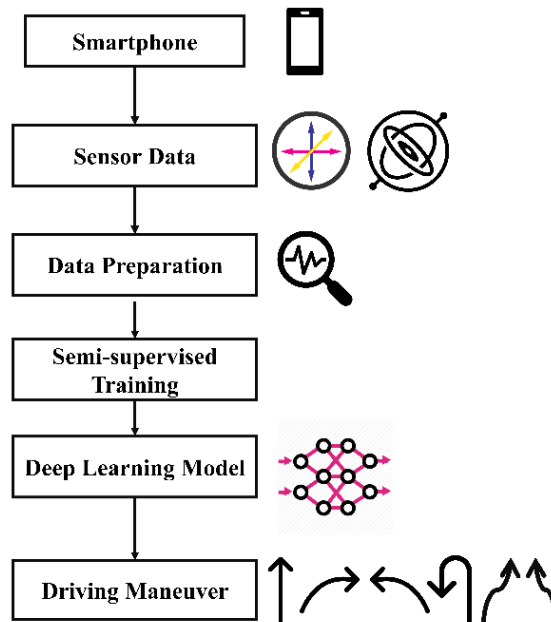 Smartphone
Sensor Data
Data Preparation
Semi-supervised
Training
Deep Learning Model
Driving Maneuver